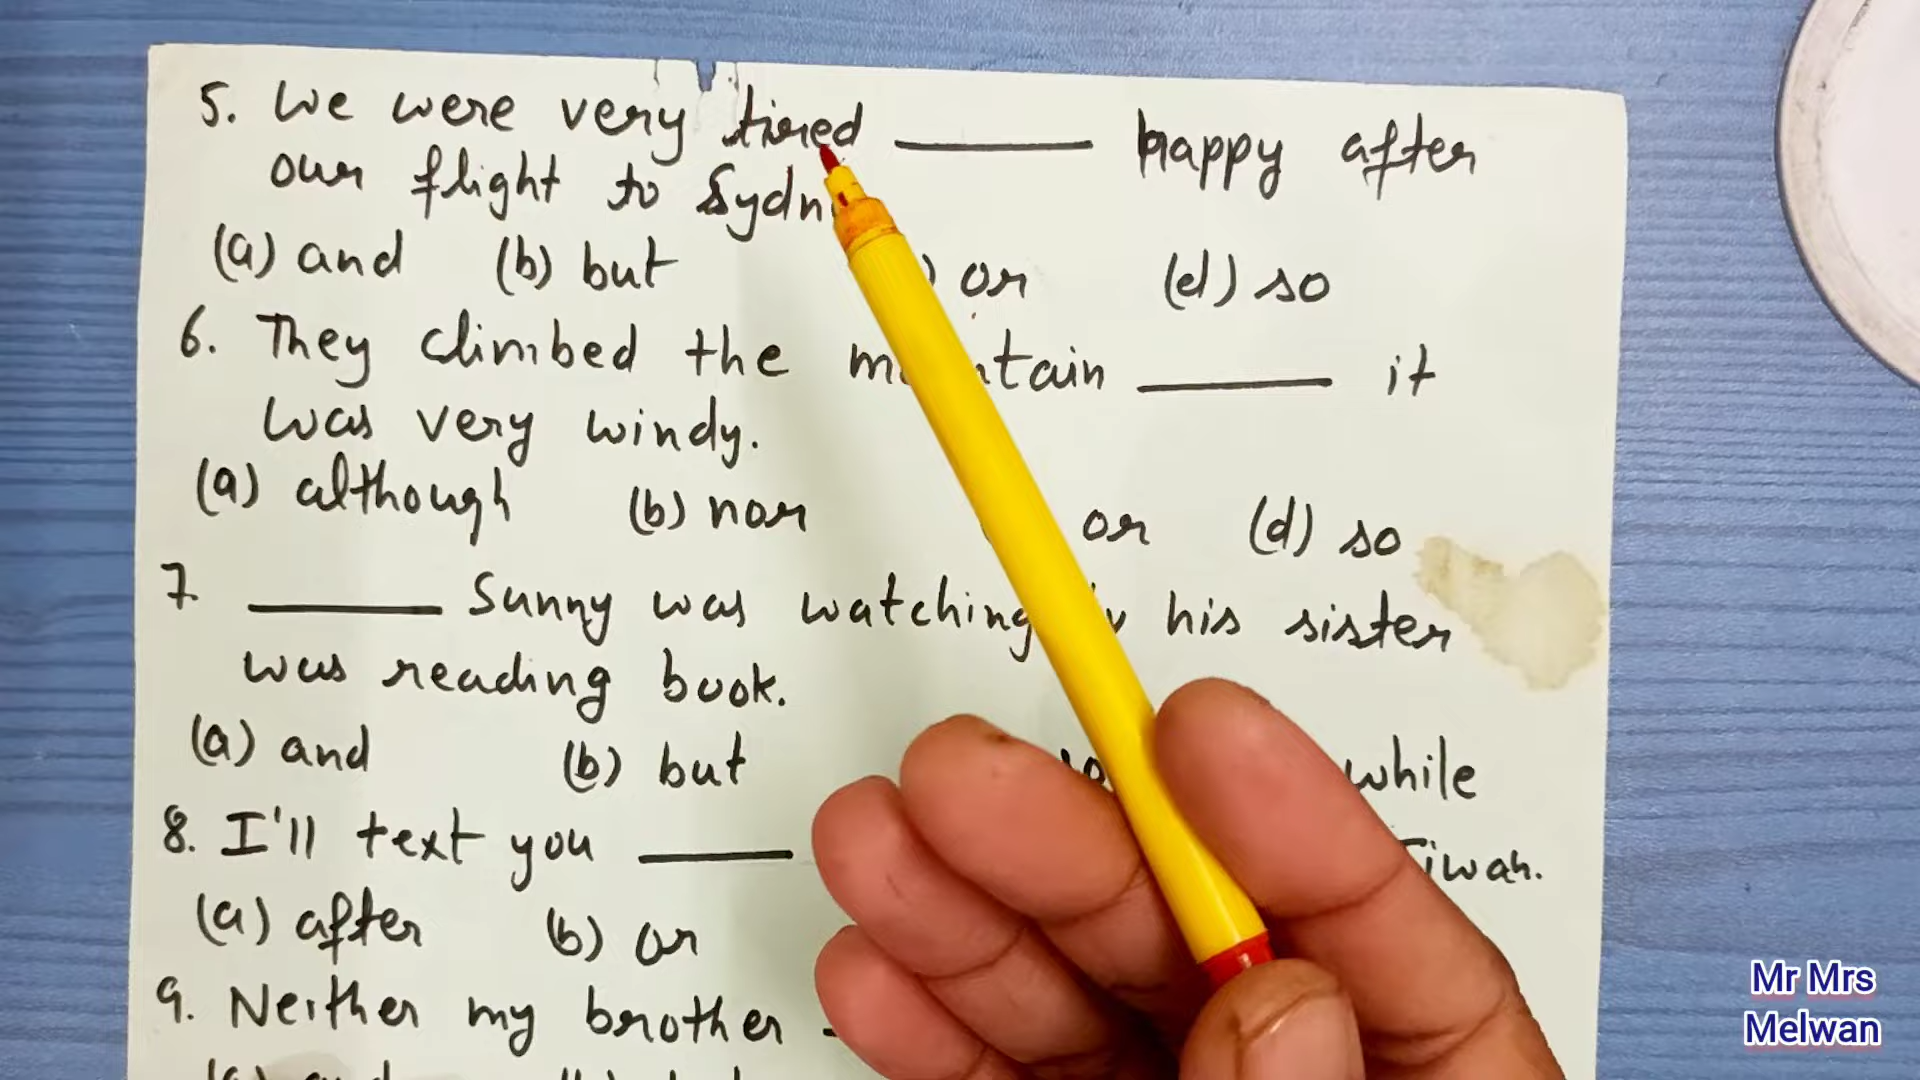 5. We were very tired ______ happy after
our flight to
(a) and (b) but or (d) so
6. They climbed the ______ it
was very windy.
(a) although (b) nor or (d) so
7. ______ Sunny was watching his sister
was reading book.
(a) and (b) but while
8. I'll text you ______
(a) after (b) or
9. Neither my brother
Mr Mrs
Melwan